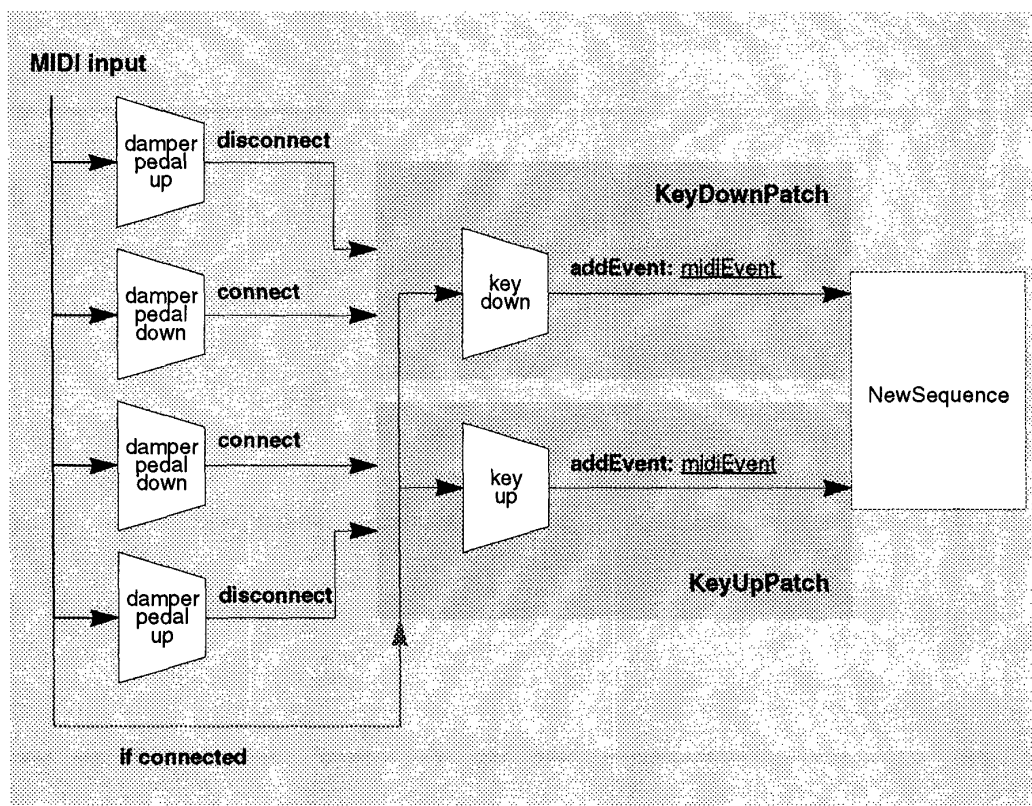 MIDI input
damper
pedal
up
disconnect
damper
pedal
down
connect
damper
pedal
down
connect
damper
pedal
up
disconnect
if connected
KeyDownPatch
key
down
addEvent: midiEvent
key
up
addEvent: midiEvent
KeyUpPatch
NewSequence